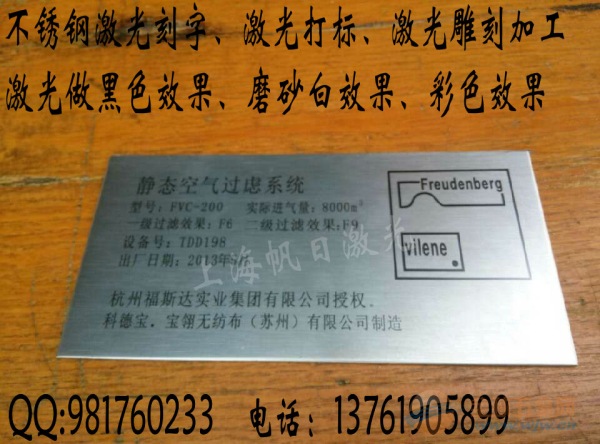 不锈钢激光刻字、激光打标、激光雕刻加工
激光做黑色效果、磨砂白效果、彩色效果
静态空气过虑系统
型号：FVC-200 实际进气量：8000m³
一级过滤效果：F6 二级过滤效果：F9
设备号：TDD198
出厂日期：2013年5月
Freudenberg
vilene
上海帆日激光
杭州福斯达实业集团有限公司授权.
科德宝．宝翎无纺布（苏州）有限公司制造
QQ:981760233 电话：13761905899